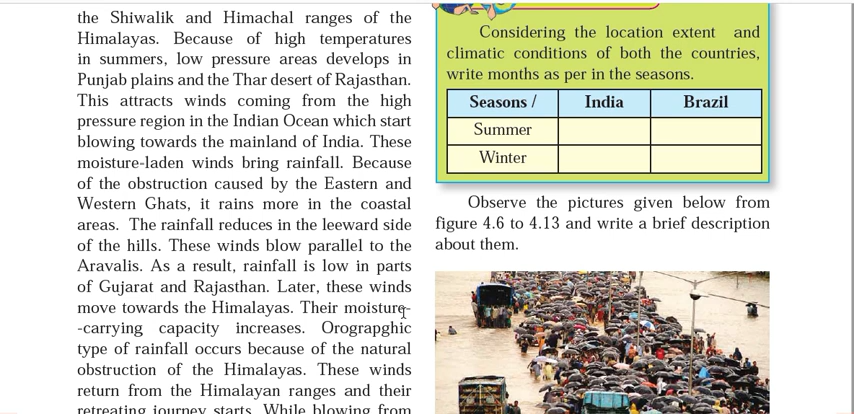 the Shiwalik and Himachal ranges of the
Himalayas. Because of high temperatures
in summers, low pressure areas develops in
Punjab plains and the Thar desert of Rajasthan.
This attracts winds coming from the high
pressure region in the Indian Ocean which start
blowing towards the mainland of India. These
moisture-laden winds bring rainfall. Because
of the obstruction caused by the Eastern and
Western Ghats, it rains more in the coastal
areas. The rainfall reduces in the leeward side
of the hills. These winds blow parallel to the
Aravalis. As a result, rainfall is low in parts
of Gujarat and Rajasthan. Later, these winds
move towards the Himalayas. Their moisture-
-carrying capacity increases. Orograpghic
type of rainfall occurs because of the natural
obstruction of the Himalayas. These winds
return from the Himalayan ranges and their
retreating journey starts. While blowing from
Considering the location extent and
climatic conditions of both the countries,
write months as per in the seasons.
Seasons / India Brazil
Summer
Winter
Observe the pictures given below from
figure 4.6 to 4.13 and write a brief description
about them.